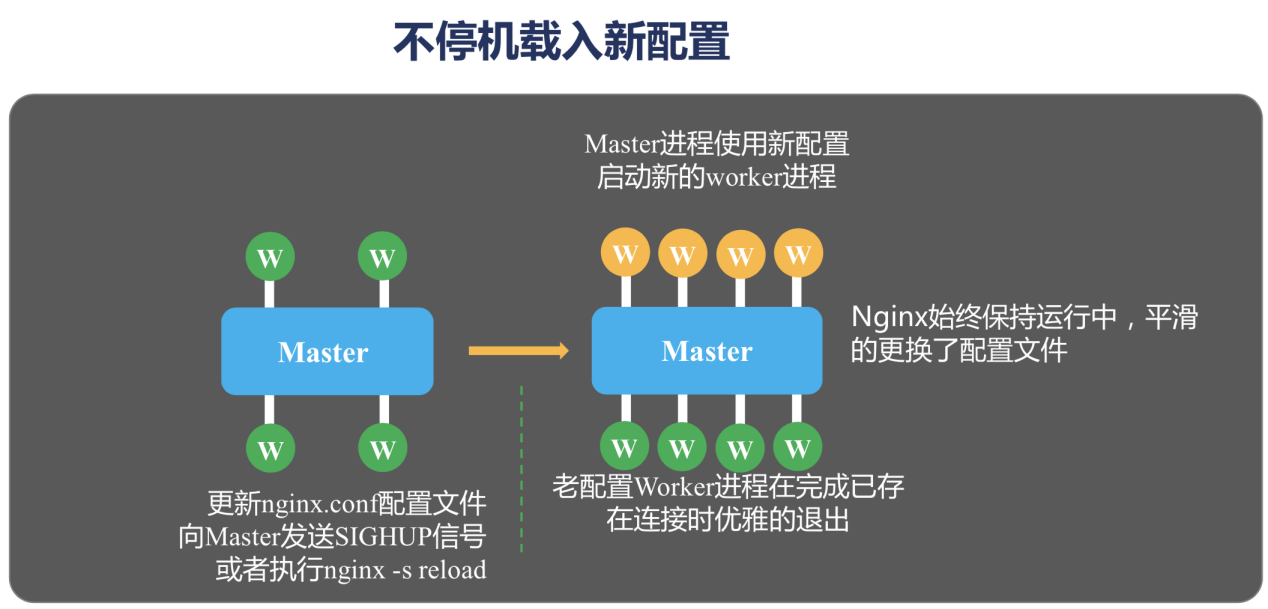 不停机载入新配置
Master进程使用新配置
启动新的worker进程
W
W
W
W
W
W
Master
Master
Nginx始终保持运行中，平滑
的更换了配置文件
W
W
W
W
W
W
更新nginx.conf配置文件
向Master发送SIGHUP信号
或者执行nginx -s reload
老配置Worker进程在完成已存
在连接时优雅的退出